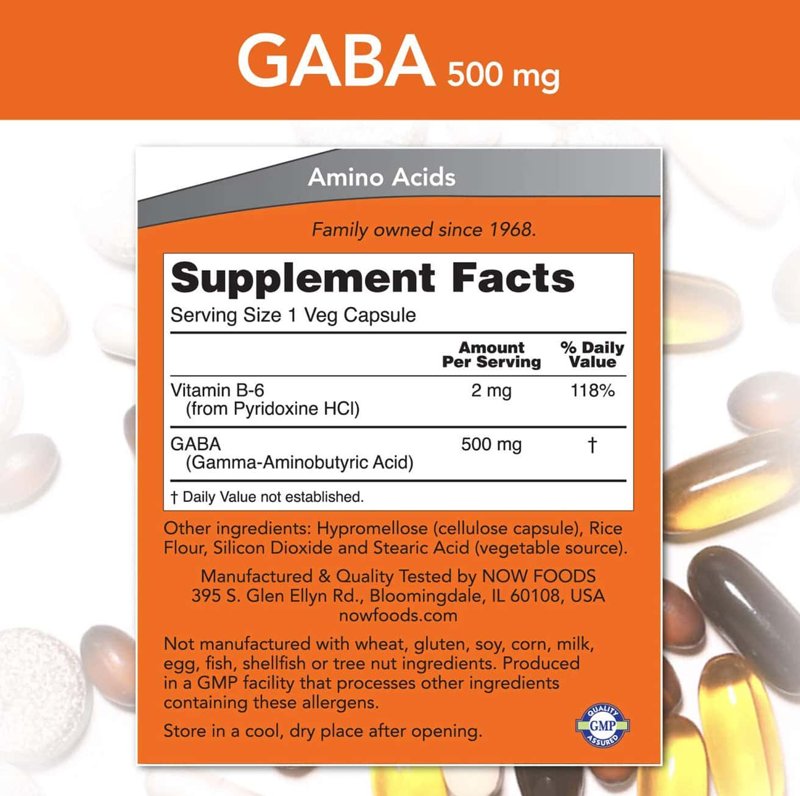 GABA 500 mg
Amino Acids
Family owned since 1968.
Supplement Facts
Serving Size 1 Veg Capsule
Amount Per Serving % Daily Value
Vitamin B-6 2 mg 118%
(from Pyridoxine HCl)
GABA 500 mg †
(Gamma-Aminobutyric Acid)
† Daily Value not established.
Other ingredients: Hypromellose (cellulose capsule), Rice
Flour, Silicon Dioxide and Stearic Acid (vegetable source).
Manufactured & Quality Tested by NOW FOODS
395 S. Glen Ellyn Rd., Bloomingdale, IL 60108, USA
nowfoods.com
Not manufactured with wheat, gluten, soy, corn, milk,
egg, fish, shellfish or tree nut ingredients. Produced
in a GMP facility that processes other ingredients
containing these allergens.
Store in a cool, dry place after opening.
QUALITY
GMP
ASSURED